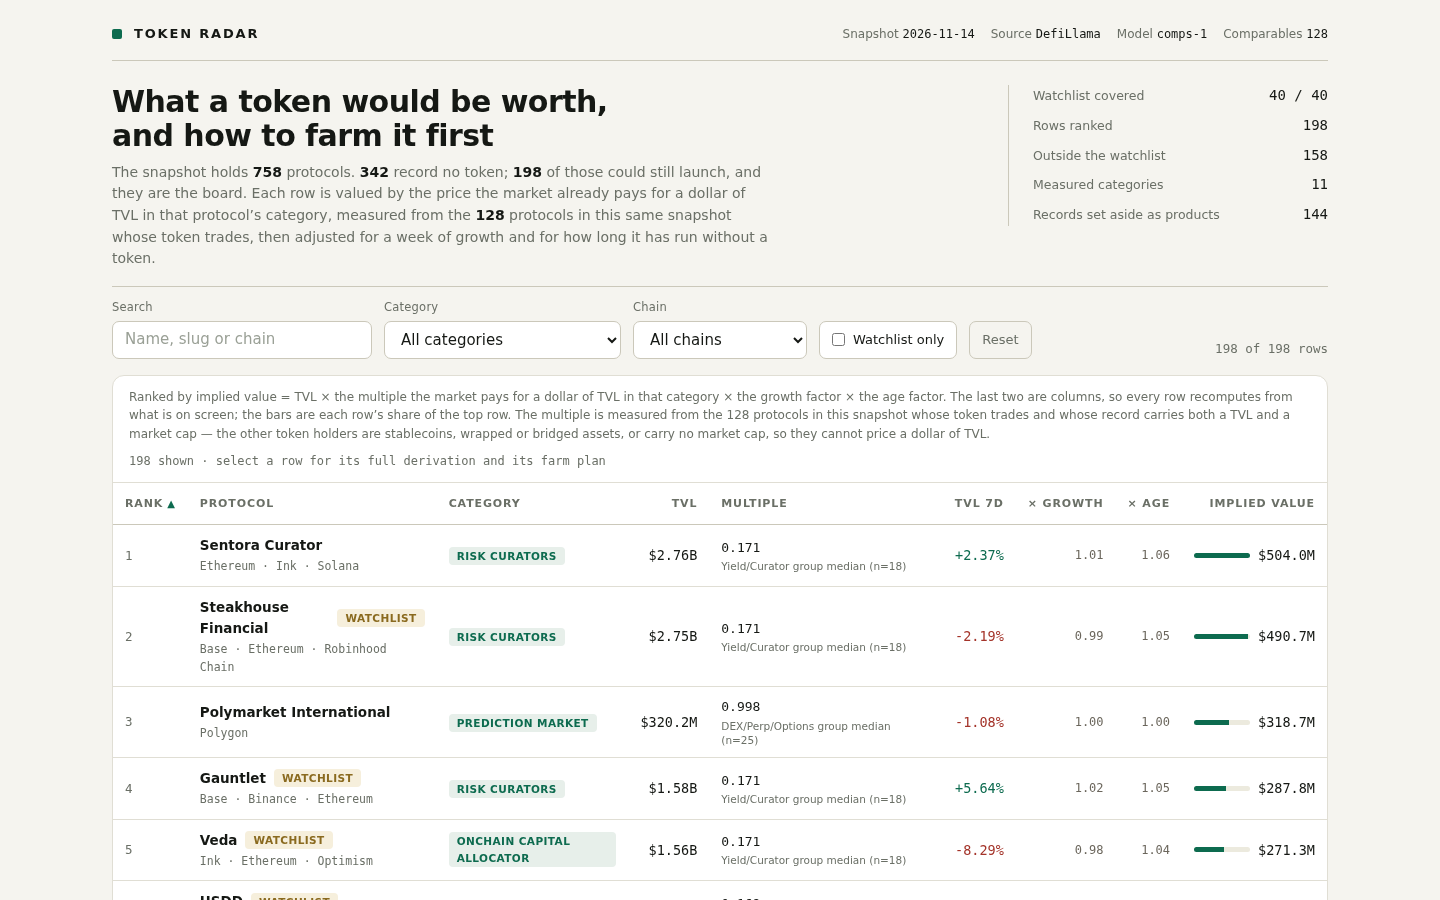 TOKEN RADAR
Snapshot 2026-11-14 Source DefiLlama Model comps-1 Comparables 128
What a token would be worth,
and how to farm it first
The snapshot holds 758 protocols. 342 record no token; 198 of those could still launch, and
they are the board. Each row is valued by the price the market already pays for a dollar of
TVL in that protocol’s category, measured from the 128 protocols in this same snapshot
whose token trades, then adjusted for a week of growth and for how long it has run without a
token.
Watchlist covered 40 / 40
Rows ranked 198
Outside the watchlist 158
Measured categories 11
Records set aside as products 144
Search Category Chain
Name, slug or chain All categories All chains Watchlist only Reset 198 of 198 rows
Ranked by implied value = TVL × the multiple the market pays for a dollar of TVL in that category × the growth factor × the age factor. The last two are columns, so every row recomputes from
what is on screen; the bars are each row’s share of the top row. The multiple is measured from the 128 protocols in this snapshot whose token trades and whose record carries both a TVL and a
market cap — the other token holders are stablecoins, wrapped or bridged assets, or carry no market cap, so they cannot price a dollar of TVL.
198 shown · select a row for its full derivation and its farm plan
RANK ▲ PROTOCOL CATEGORY TVL MULTIPLE TVL 7D × GROWTH × AGE IMPLIED VALUE
1 Sentora Curator RISK CURATORS $2.76B 0.171 +2.37% 1.01 1.06 $504.0M
Ethereum · Ink · Solana Yield/Curator group median (n=18)
2 Steakhouse Financial WATCHLIST RISK CURATORS $2.75B 0.171 -2.19% 0.99 1.05 $490.7M
Base · Ethereum · Robinhood Chain Yield/Curator group median (n=18)
3 Polymarket International PREDICTION MARKET $320.2M 0.998 -1.08% 1.00 1.00 $318.7M
Polygon DEX/Perp/Options group median (n=25)
4 Gauntlet WATCHLIST RISK CURATORS $1.58B 0.171 +5.64% 1.02 1.05 $287.8M
Base · Binance · Ethereum Yield/Curator group median (n=18)
5 Veda WATCHLIST ONCHAIN CAPITAL ALLOCATOR $1.56B 0.171 -8.29% 0.98 1.04 $271.3M
Ink · Ethereum · Optimism Yield/Curator group median (n=18)